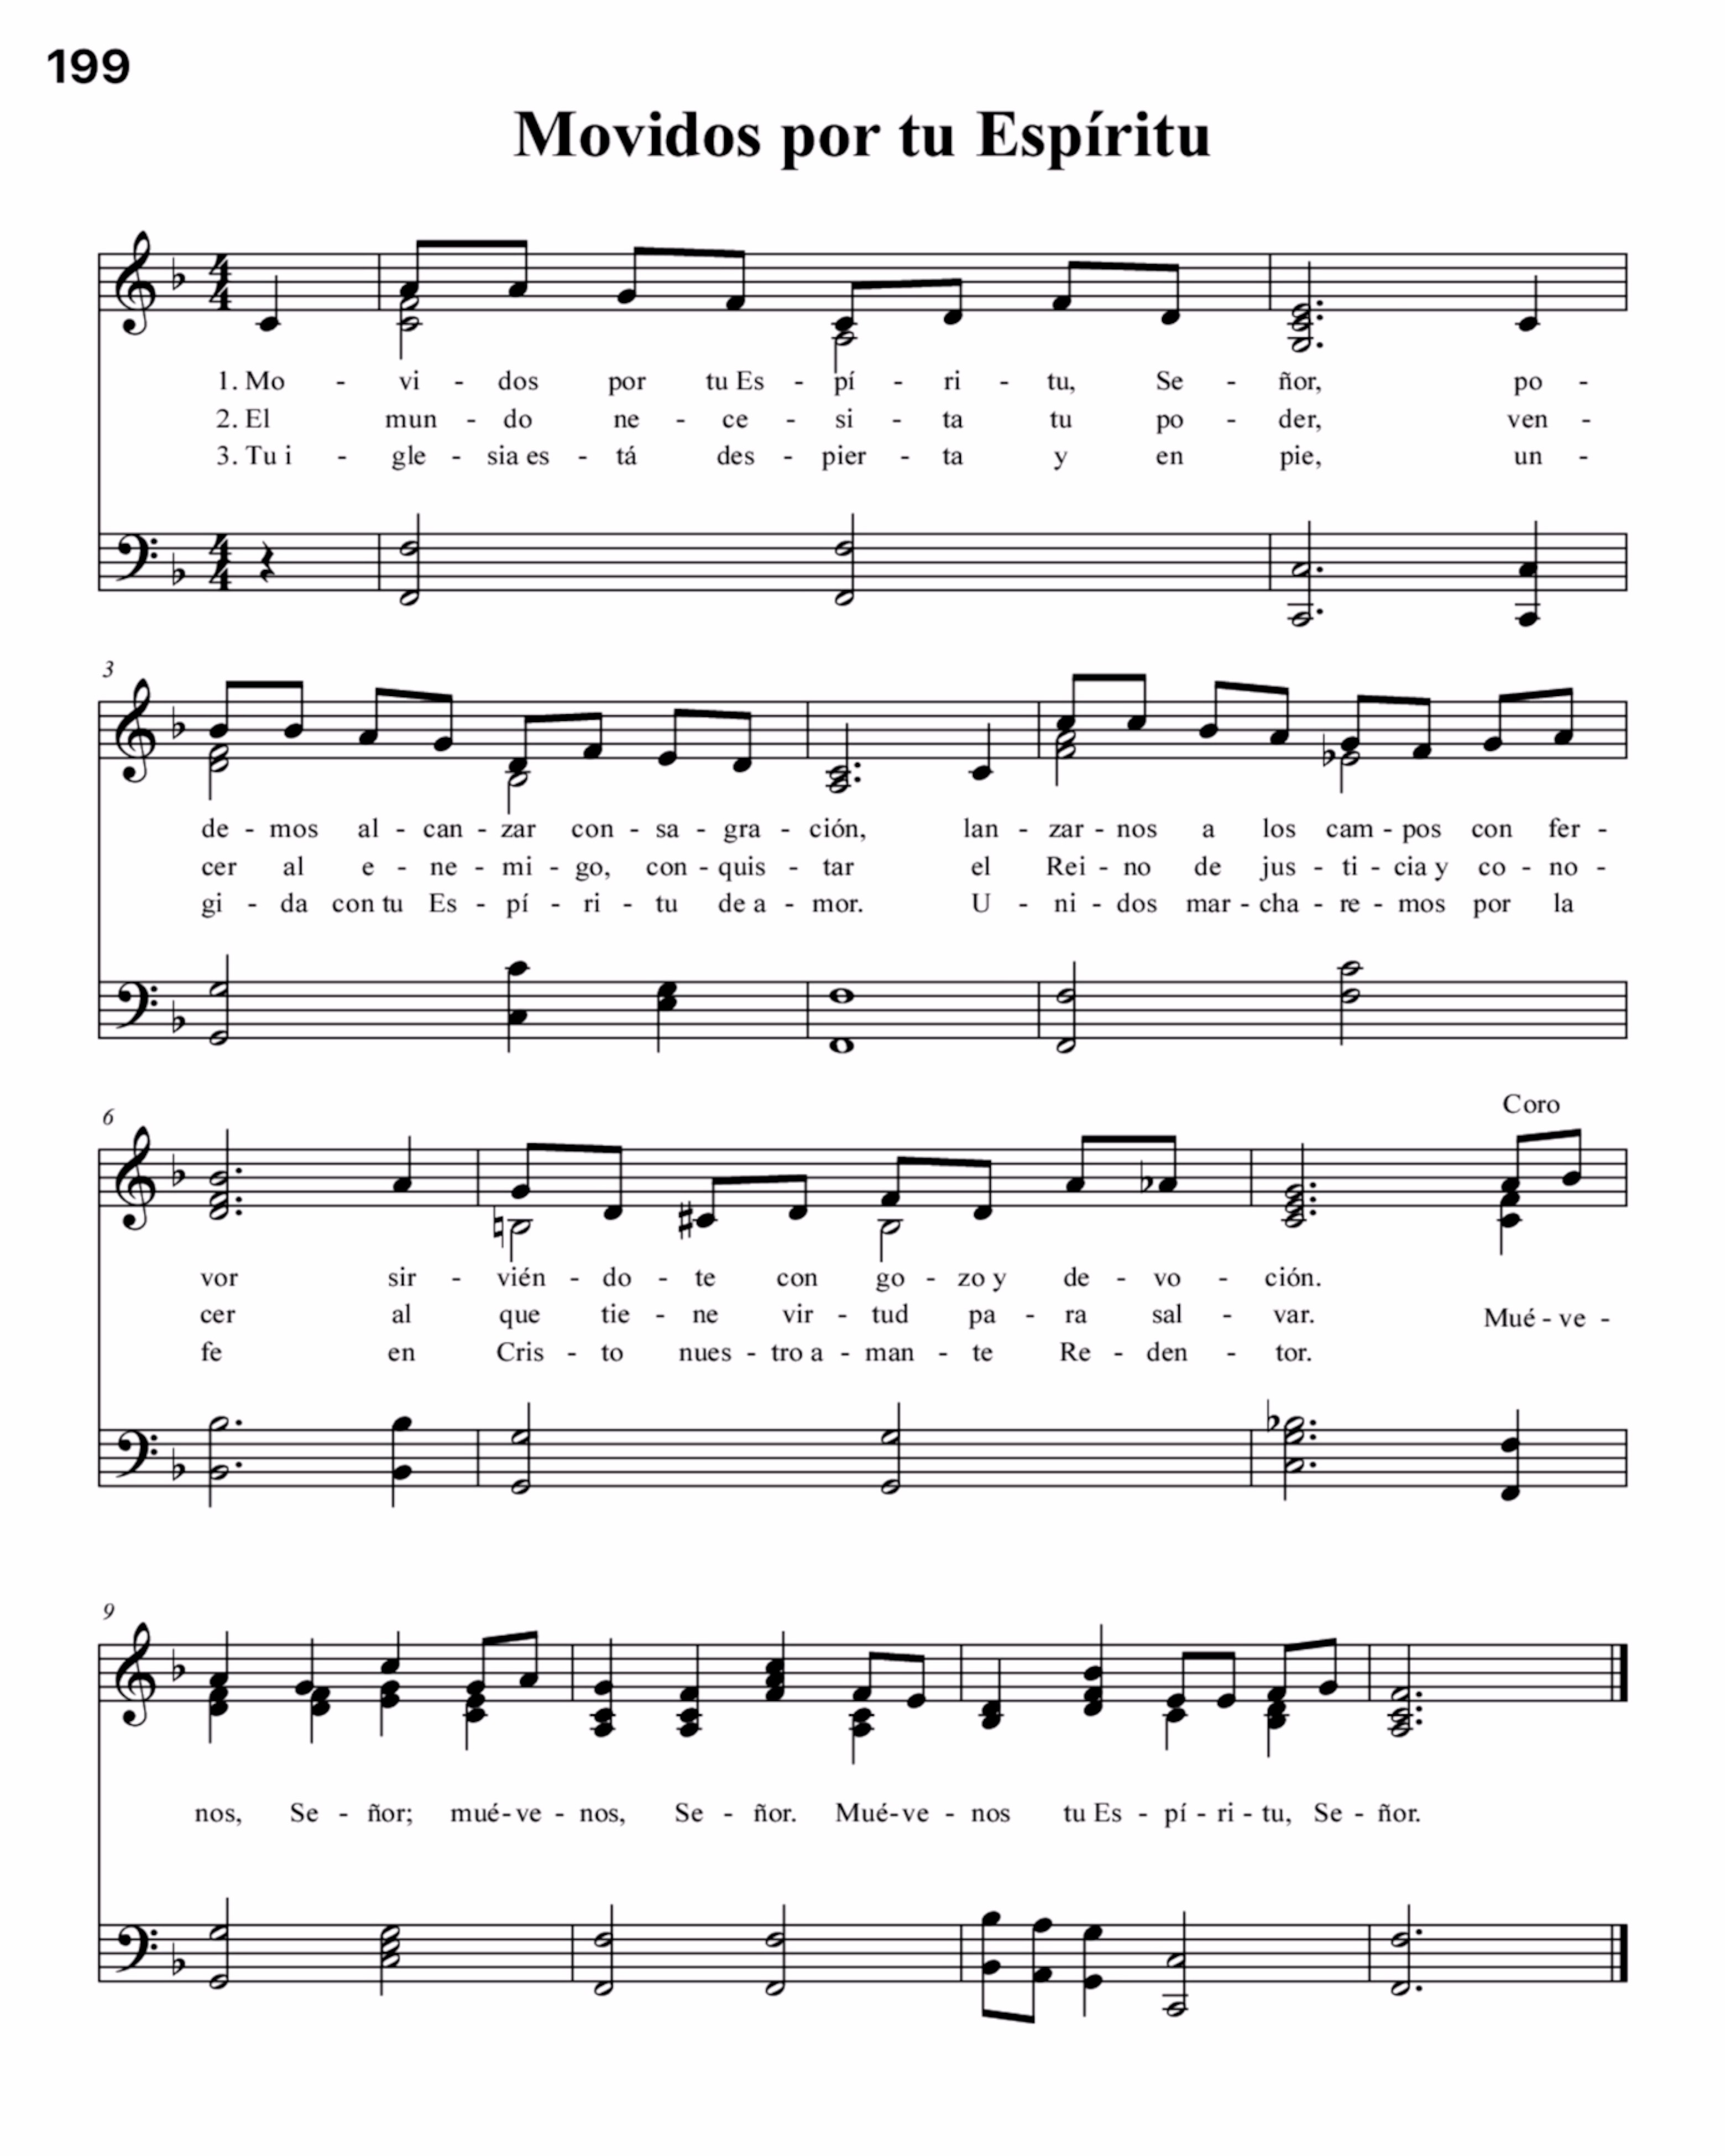 199
Movidos por tu Espíritu
1. Mo - vi - dos por tu Es - pí - ri - tu, Se - ñor, po -
2. El mun - do ne - ce - si - ta tu po - der, ven -
3. Tu i - gle - sia es - tá des - pier - ta y en pie, un -
3
de - mos al - can - zar con - sa - gra - ción, lan - zar - nos a los cam - pos con fer -
cer al e - ne - mi - go, con - quis - tar el Rei - no de jus - ti - cia y co - no -
gi - da con tu Es - pí - ri - tu de a - mor. U - ni - dos mar - cha - re - mos por la
6
Coro
vor sir - vién - do - te con go - zo y de - vo - ción.
cer al que tie - ne vir - tud pa - ra sal - var. Mué - ve -
fe en Cris - to nues - tro a - man - te Re - den - tor.
9
nos, Se - ñor; mué - ve - nos, Se - ñor. Mué - ve - nos tu Es - pí - ri - tu, Se - ñor.